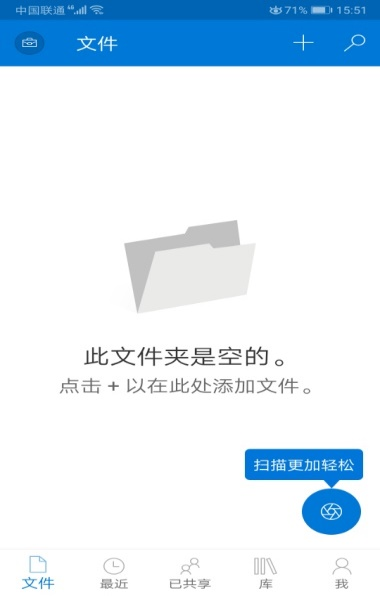 中国联通 71% 15:51
文件
此文件夹是空的。
点击 + 以在此处添加文件。
扫描更加轻松
文件 最近 已共享 库 我